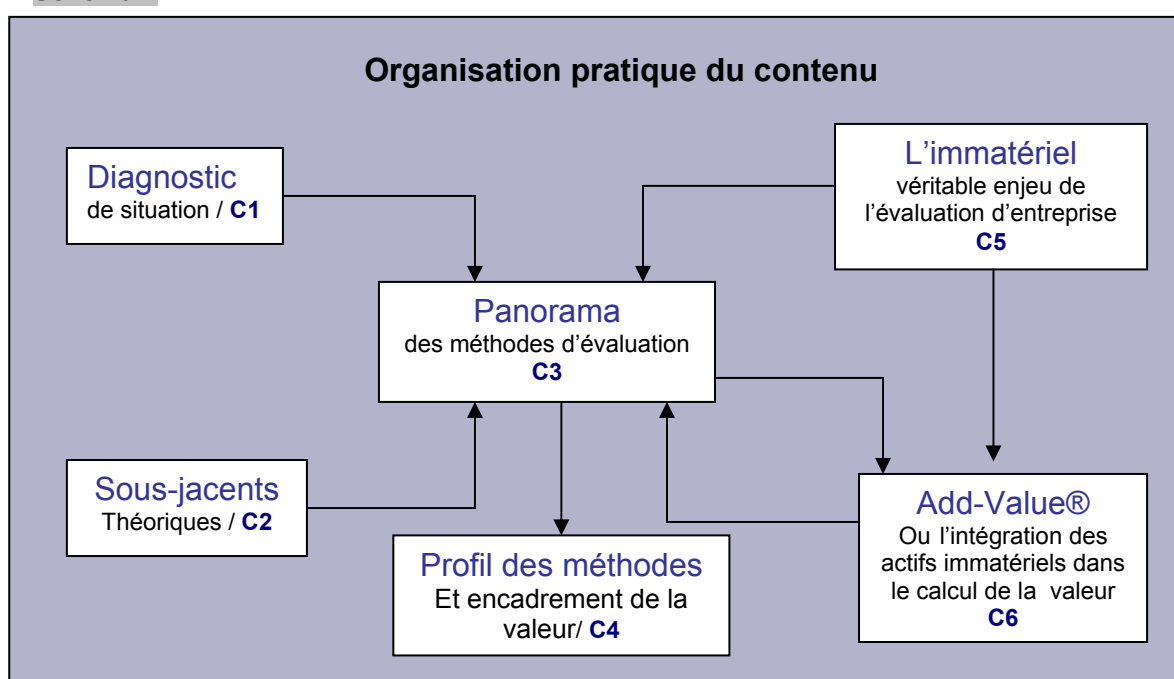 Organisation pratique du contenu
Diagnostic
de situation / C1
L'immatériel
véritable enjeu de
l'évaluation d'entreprise
C5
Panorama
des méthodes d'évaluation
C3
Sous-jacents
Théoriques / C2
Profil des méthodes
Et encadrement de la
valeur/ C4
Add-Value®
Ou l'intégration des
actifs immatériels dans
le calcul de la valeur
C6